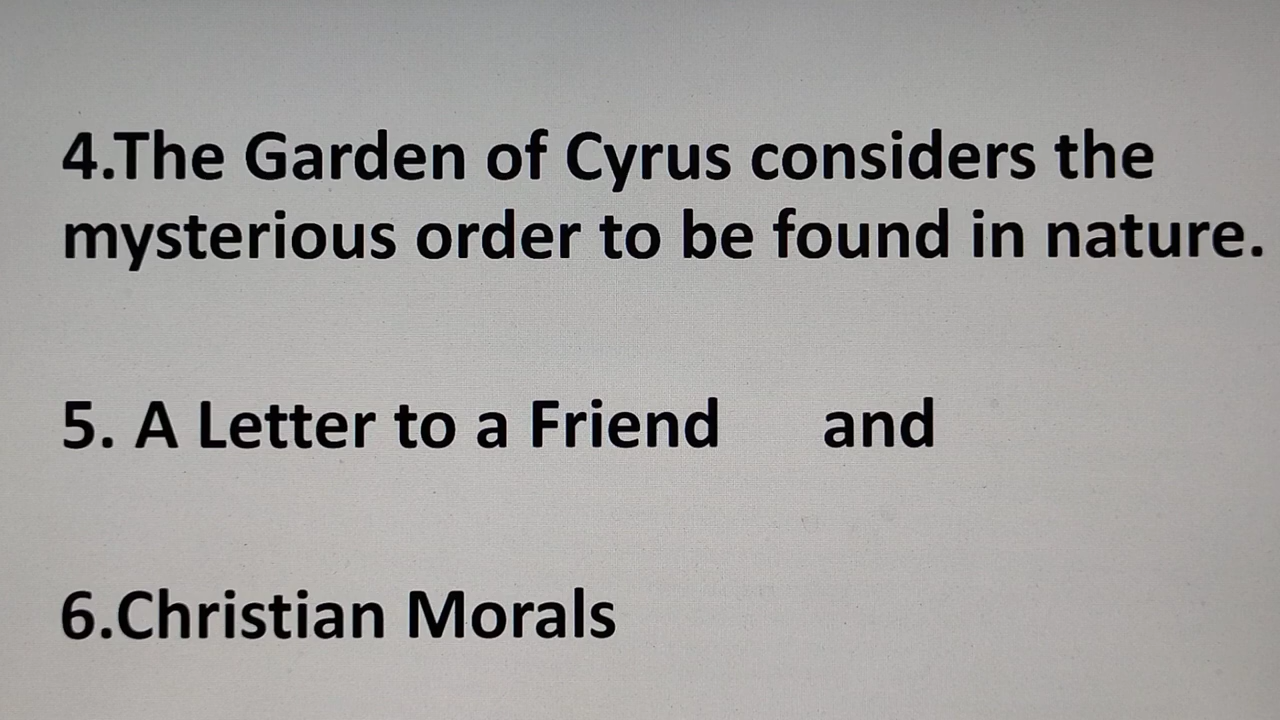 4.The Garden of Cyrus considers the
mysterious order to be found in nature.
5. A Letter to a Friend and
6.Christian Morals